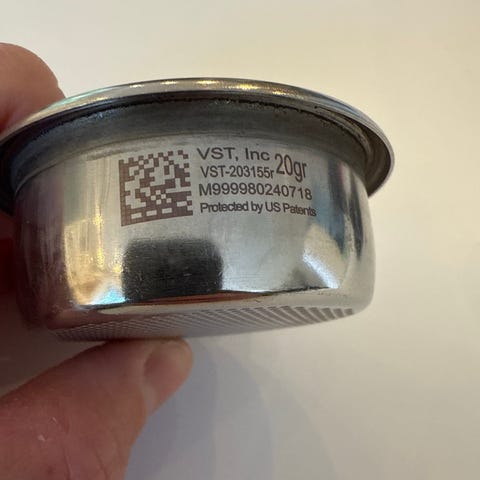 VST, Inc
VST-203155r 20gr
M999980240718
Protected by US Patents